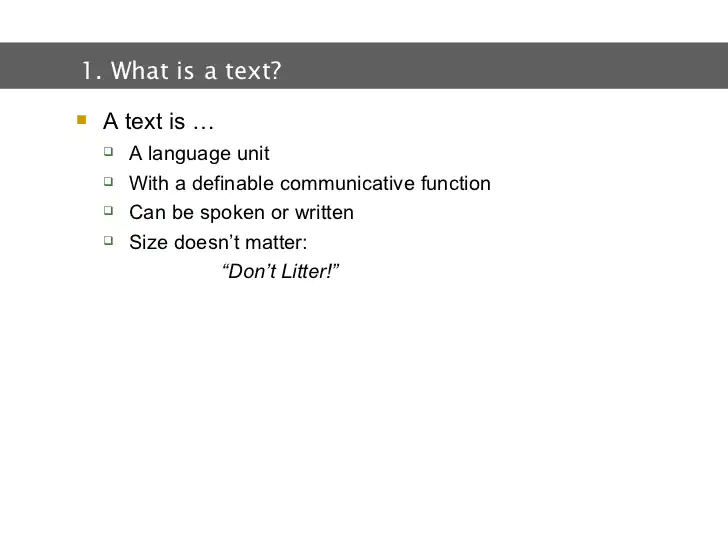 1. What is a text?
A text is …
A language unit
With a definable communicative function
Can be spoken or written
Size doesn’t matter:
“Don’t Litter!”